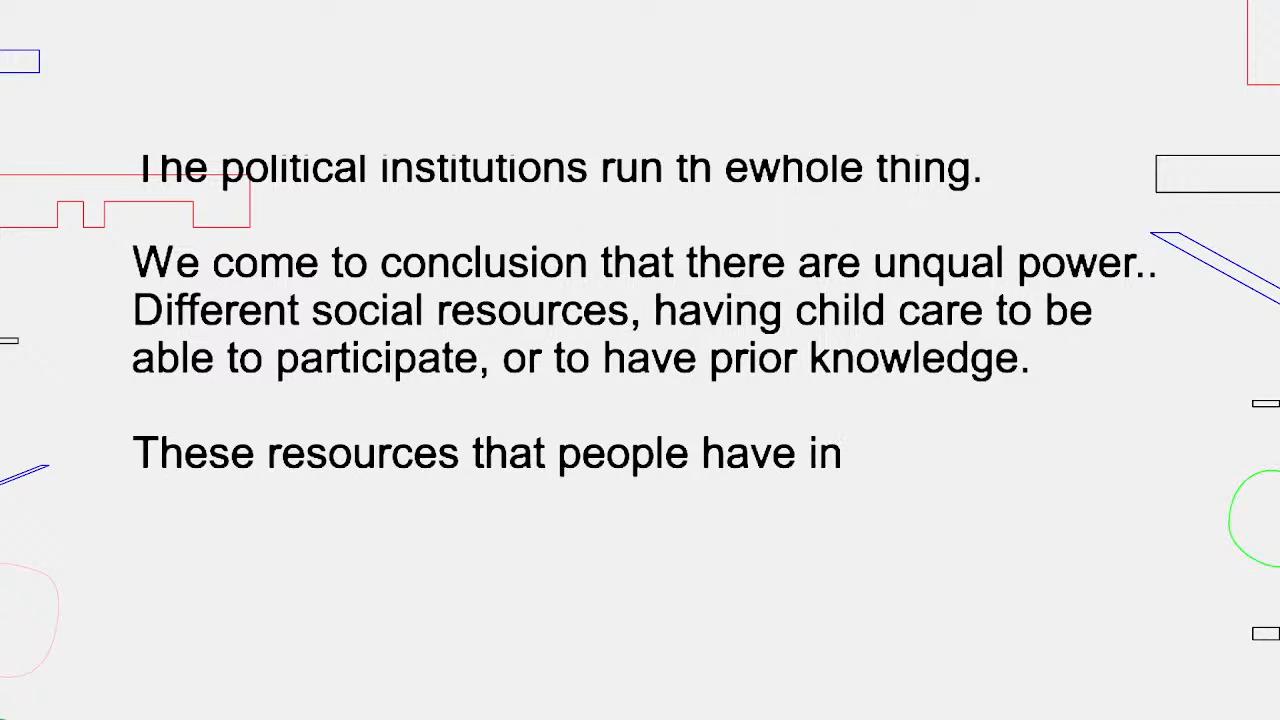 The political institutions run th ewhole thing.
We come to conclusion that there are unqual power..
Different social resources, having child care to be
able to participate, or to have prior knowledge.
These resources that people have in